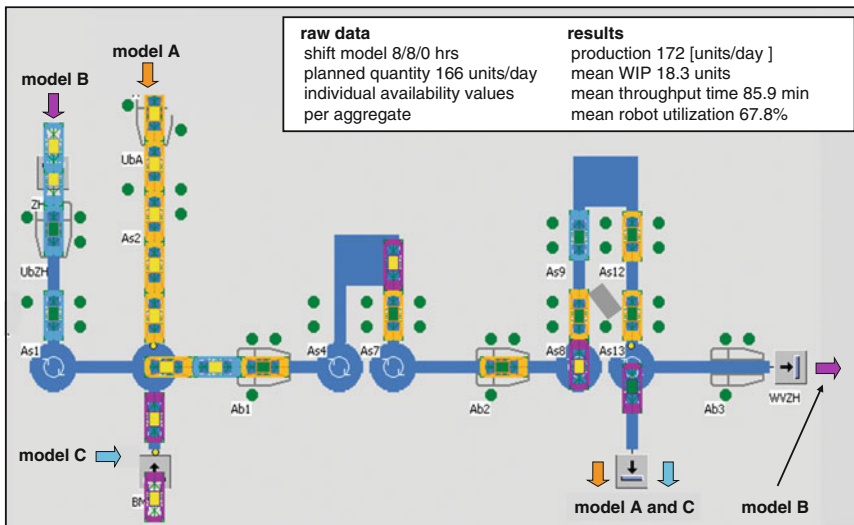 raw data
shift model 8/8/0 hrs
planned quantity 166 units/day
individual availability values
per aggregate
results
production 172 [units/day ]
mean WIP 18.3 units
mean throughput time 85.9 min
mean robot utilization 67.8%
model A
model B
UbA
ZH
As2
UbZH
As9
As12
As1
As4
As7
As8
As13
Ab1
Ab2
Ab3
WVZH
model C
BM
model A and C
model B